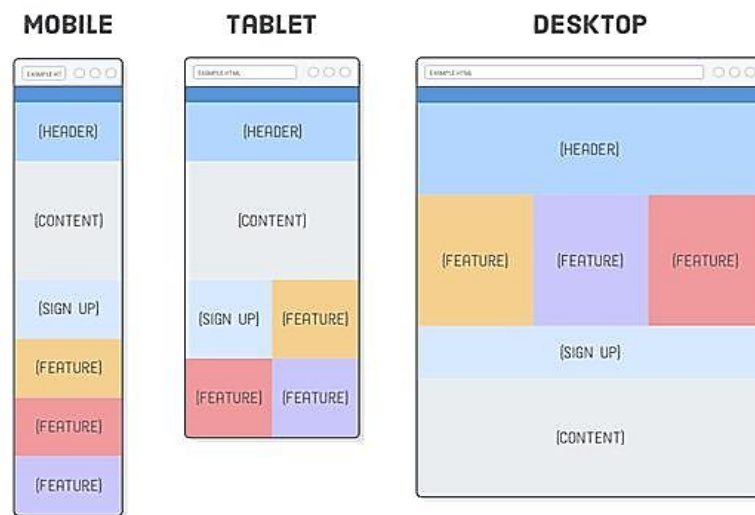 MOBILE
EXAMPLE.HT
(HEADER)
(CONTENT)
(SIGN UP)
(FEATURE)
(FEATURE)
(FEATURE)
TABLET
EXAMPLE.HTML
(HEADER)
(CONTENT)
(SIGN UP) (FEATURE)
(FEATURE) (FEATURE)
DESKTOP
EXAMPLE.HTML
(HEADER)
(FEATURE) (FEATURE) (FEATURE)
(SIGN UP)
(CONTENT)